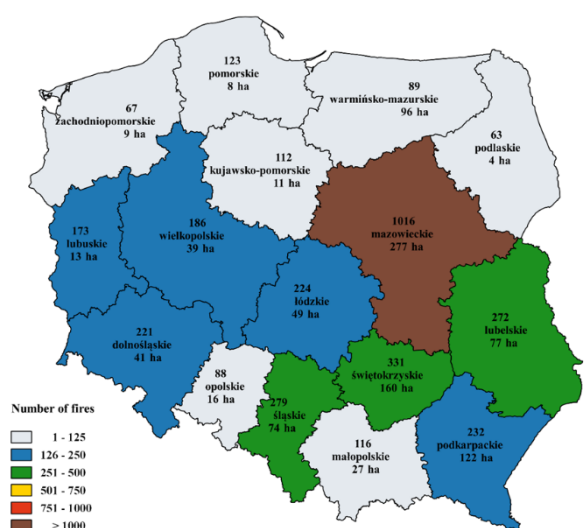 123
pomorskie
8 ha
89
warmińsko-mazurskie
96 ha
67
zachodniopomorskie
9 ha
63
podlaskie
4 ha
112
kujawsko-pomorskie
11 ha
1016
mazowieckie
277 ha
186
wielkopolskie
39 ha
173
lubuskie
13 ha
224
łódzkie
49 ha
272
lubelskie
77 ha
221
dolnośląskie
41 ha
331
świętokrzyskie
160 ha
88
opolskie
16 ha
279
śląskie
74 ha
232
podkarpackie
122 ha
116
małopolskie
27 ha
Number of fires
1 - 125
126 - 250
251 - 500
501 - 750
751 - 1000
> 1000